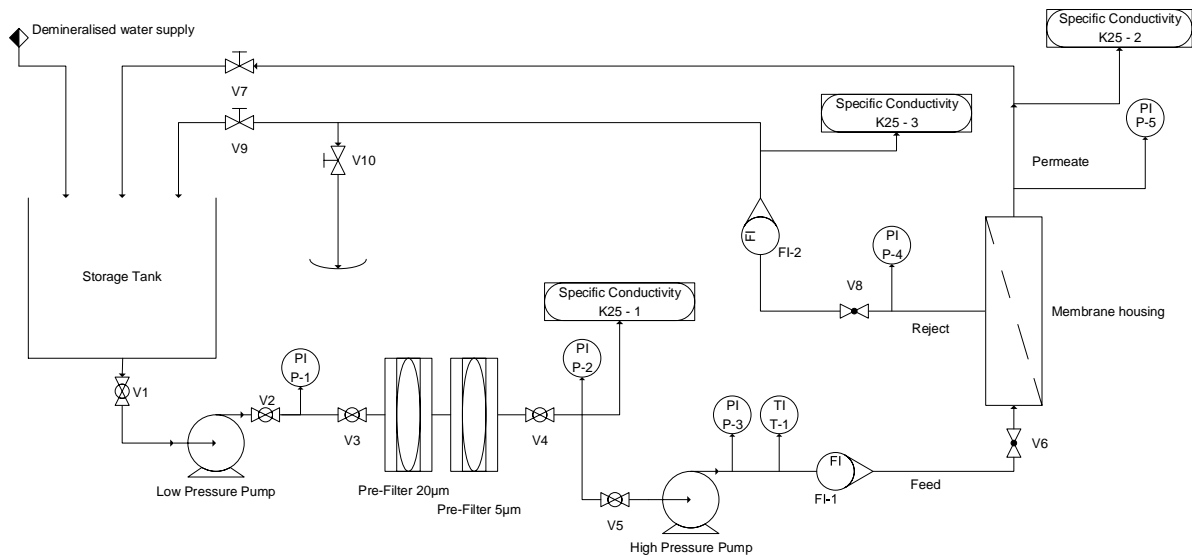 Demineralised water supply
Specific Conductivity
K25 - 2
V7
Specific Conductivity
K25 - 3
PI
P-5
V9
V10
Permeate
FI
FI-2
PI
P-4
Storage Tank
Specific Conductivity
K25 - 1
V8
Reject
Membrane housing
PI
P-1
PI
P-2
V1
V2
V3
V4
PI
P-3
TI
T-1
V6
FI
FI-1
Feed
Low Pressure Pump
Pre-Filter 20µm
Pre-Filter 5µm
V5
High Pressure Pump